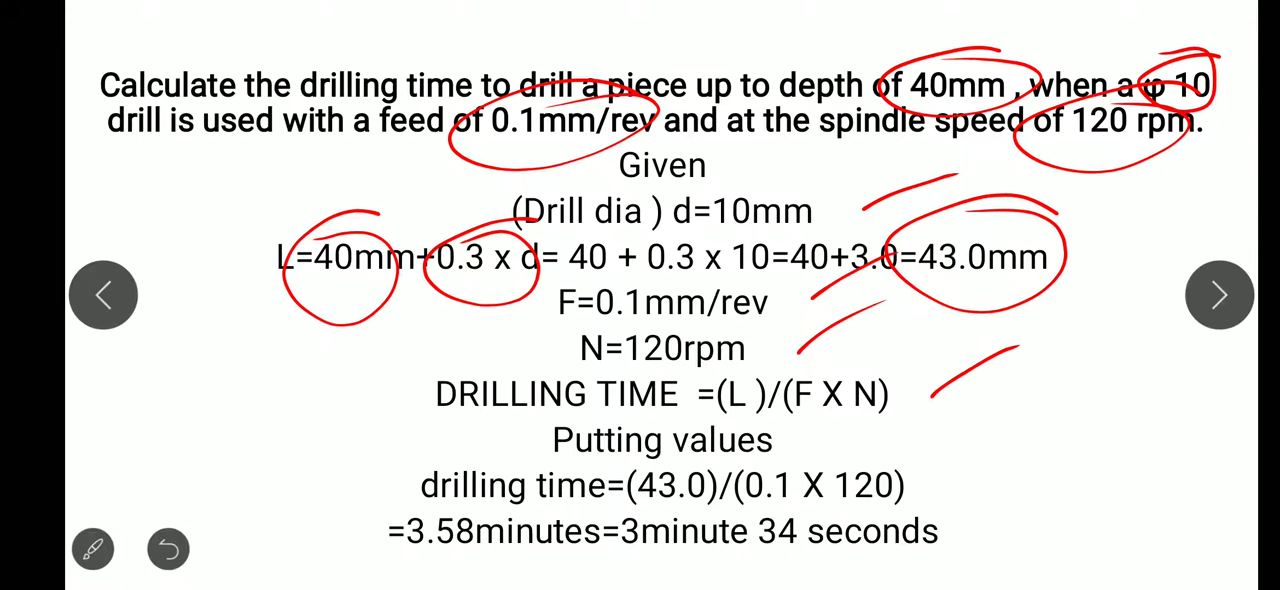 Calculate the drilling time to drill a piece up to depth of 40mm , when a φ 10
drill is used with a feed of 0.1mm/rev and at the spindle speed of 120 rpm.
Given
(Drill dia ) d=10mm
L=40mm+0.3 x d= 40 + 0.3 x 10=40+3.0=43.0mm
F=0.1mm/rev
N=120rpm
DRILLING TIME =(L )/(F X N)
Putting values
drilling time=(43.0)/(0.1 X 120)
=3.58minutes=3minute 34 seconds